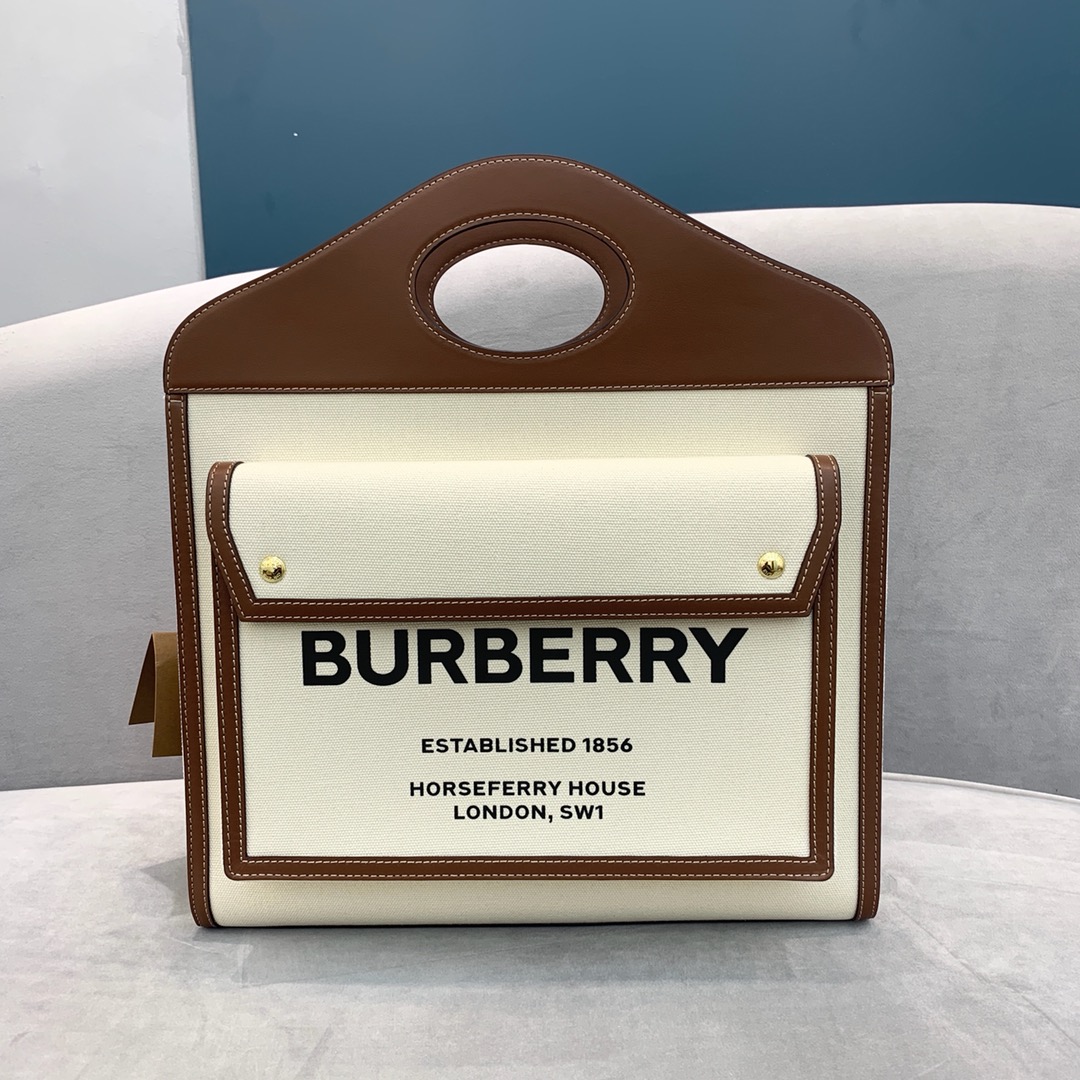 BURBERRY
ESTABLISHED 1856
HORSEFERRY HOUSE
LONDON, SW1